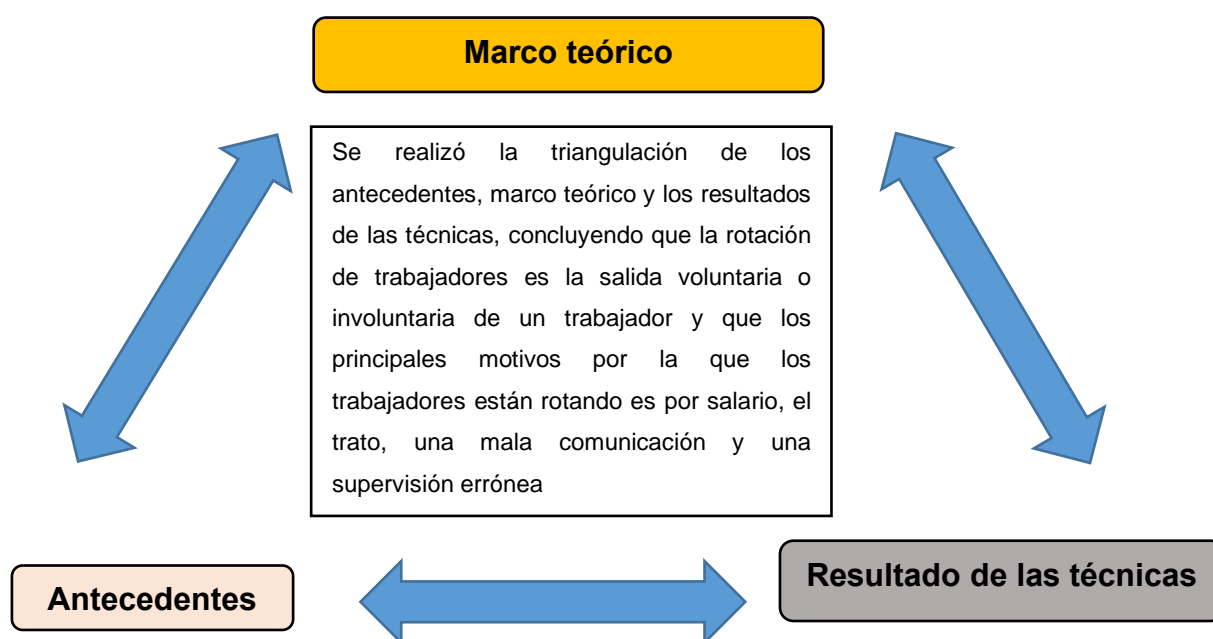 Marco teórico
Se realizó la triangulación de los
antecedentes, marco teórico y los resultados
de las técnicas, concluyendo que la rotación
de trabajadores es la salida voluntaria o
involuntaria de un trabajador y que los
principales motivos por la que los
trabajadores están rotando es por salario, el
trato, una mala comunicación y una
supervisión errónea
Antecedentes
Resultado de las técnicas